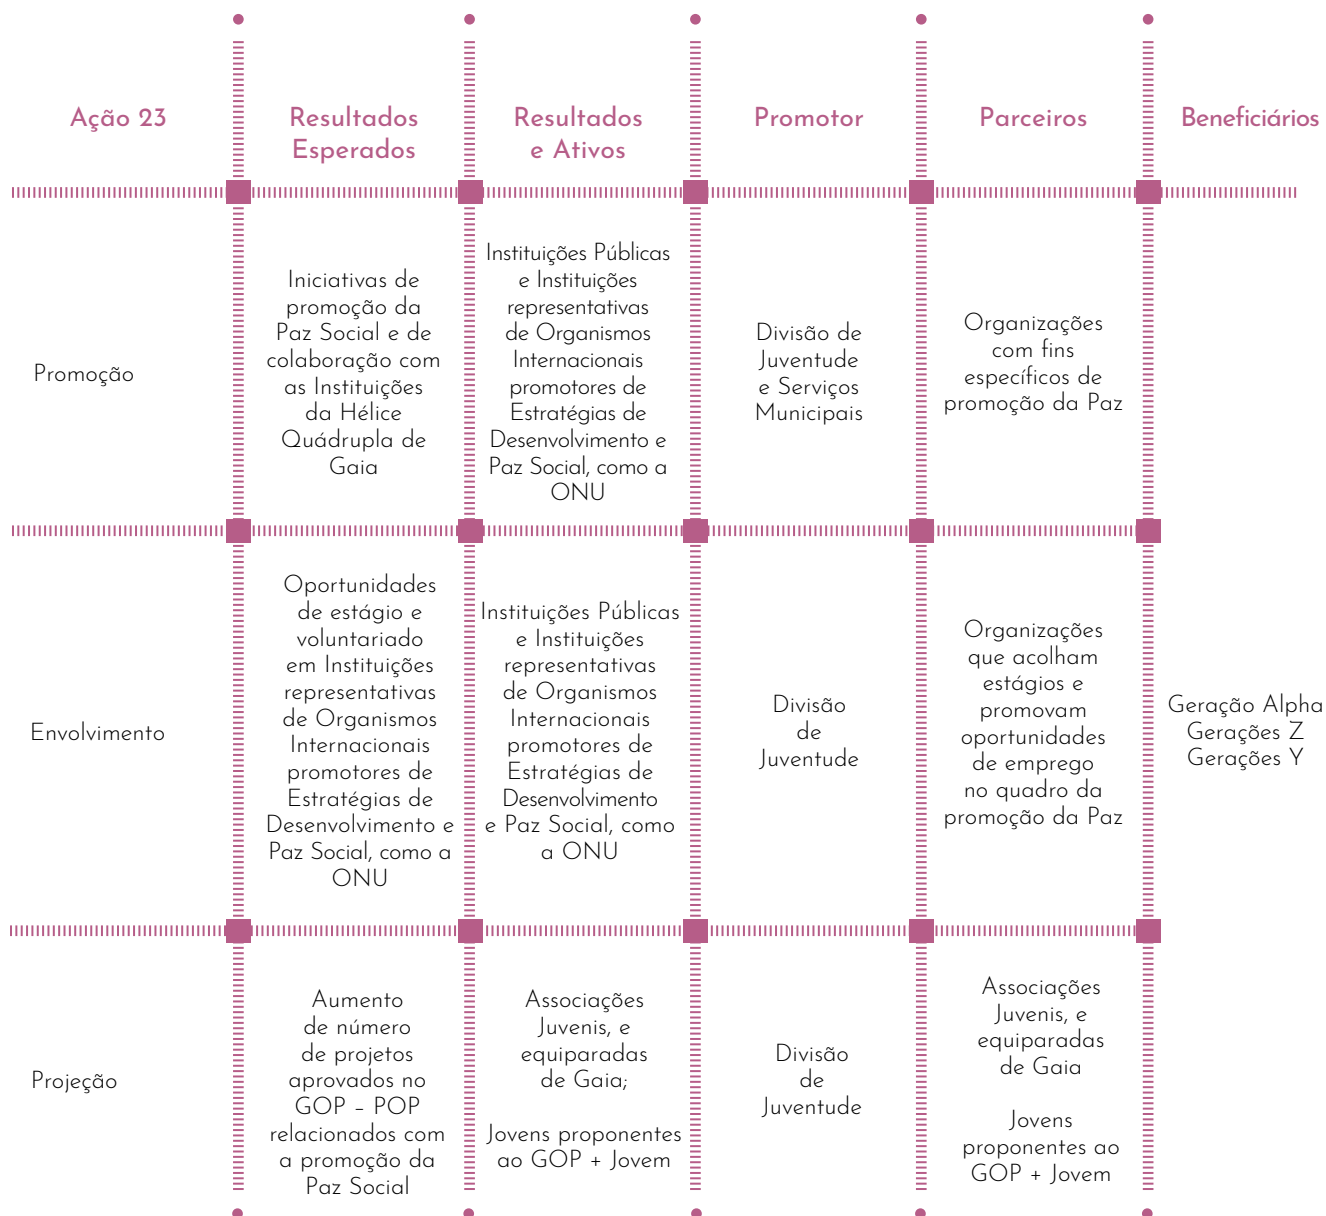 Ação 23
Resultados
Esperados
Resultados
e Ativos
Promotor
Parceiros
Beneficiários
Promoção
Iniciativas de
promoção da
Paz Social e de
colaboração com
as Instituições
da Hélice
Quádrupla de
Gaia
Instituições Públicas
e Instituições
representativas
de Organismos
Internacionais
promotores de
Estratégias de
Desenvolvimento e
Paz Social, como a
ONU
Divisão de
Juventude
e Serviços
Municipais
Organizações
com fins
específicos de
promoção da Paz
Envolvimento
Oportunidades
de estágio e
voluntariado
em Instituições
representativas
de Organismos
Internacionais
promotores de
Estratégias de
Desenvolvimento e
Paz Social, como a
ONU
Instituições Públicas
e Instituições
representativas
de Organismos
Internacionais
promotores de
Estratégias de
Desenvolvimento
e Paz Social, como
a ONU
Divisão
de
Juventude
Organizações
que acolham
estágios e
promovam
oportunidades
de emprego
no quadro da
promoção da Paz
Geração Alpha
Gerações Z
Gerações Y
Projeção
Aumento
de número
de projetos
aprovados no
GOP – POP
relacionados com
a promoção da
Paz Social
Associações
Juvenis, e
equiparadas
de Gaia;
Jovens proponentes
ao GOP + Jovem
Divisão
de
Juventude
Associações
Juvenis, e
equiparadas
de Gaia
Jovens
proponentes ao
GOP + Jovem